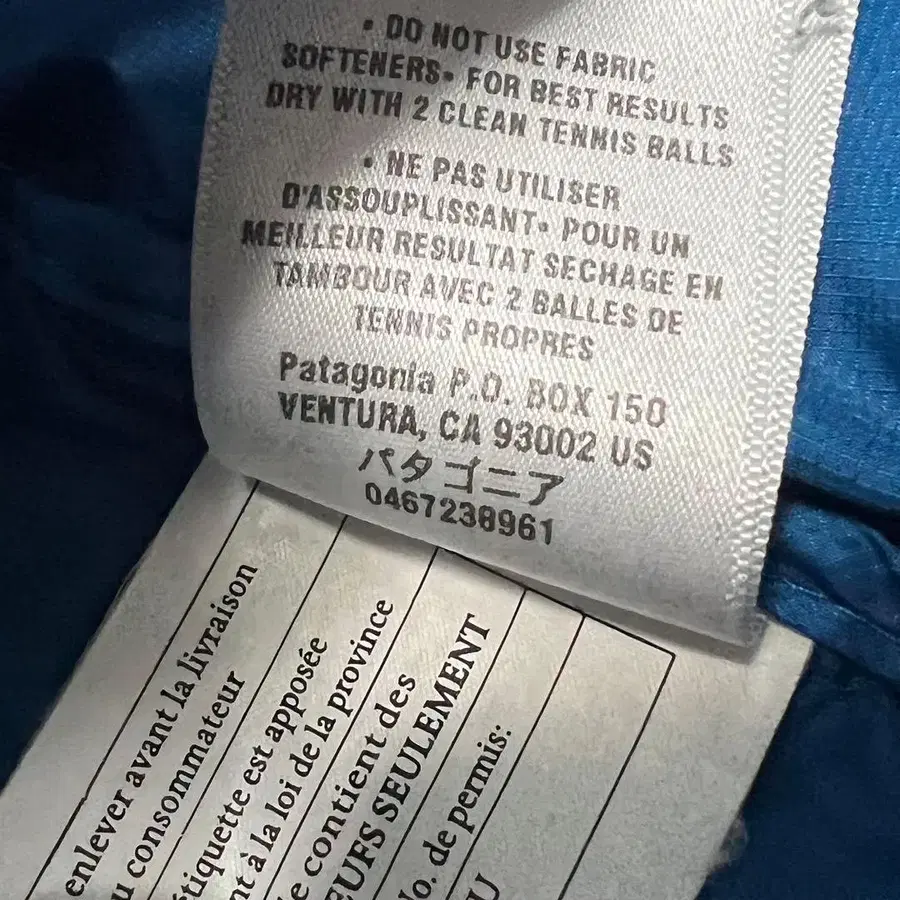 • DO NOT USE FABRIC
SOFTENERS• FOR BEST RESULTS
DRY WITH 2 CLEAN TENNIS BALLS
• NE PAS UTILISER
D'ASSOUPLISSANT• POUR UN
MEILLEUR RESULTAT SECHAGE EN
TAMBOUR AVEC 2 BALLES DE
TENNIS PROPRES
Patagonia P.O. BOX 150
VENTURA, CA 93002 US
パタゴニア
0467238961
enlever avant la livraison
u consommateur
étiquette est apposée
nt à la loi de la province
e contient des
EUFS SEULEMENT
No. de permis: